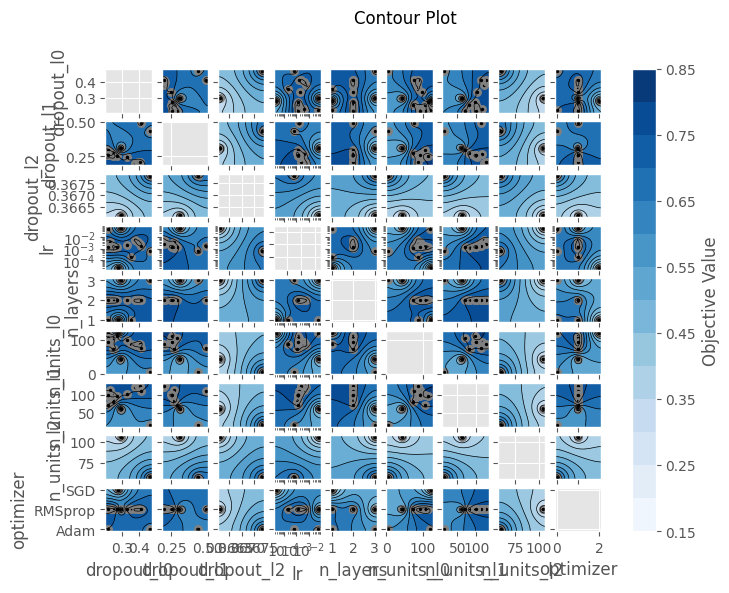 Contour Plot
dropout_l0
0.4
0.3
dropout_l1
0.50
0.25
dropout_l2
0.3675
0.3670
0.3665
lr
10⁻²
10⁻³
10⁻⁴
n_layers
3
2
1
n_units_l0
100
0
n_units_l1
100
50
n_units_l2
100
75
optimizer
SGD
RMSprop
Adam
0.3 0.4
0.25
1 2 3
0 100
50 100
75 100
0 2
dropout_l0 dropout_l1 dropout_l2 lr n_layers n_units_l0 n_units_l1 n_units_l2 optimizer
0.85
0.75
0.65
0.55
0.45
0.35
0.25
0.15
Objective Value